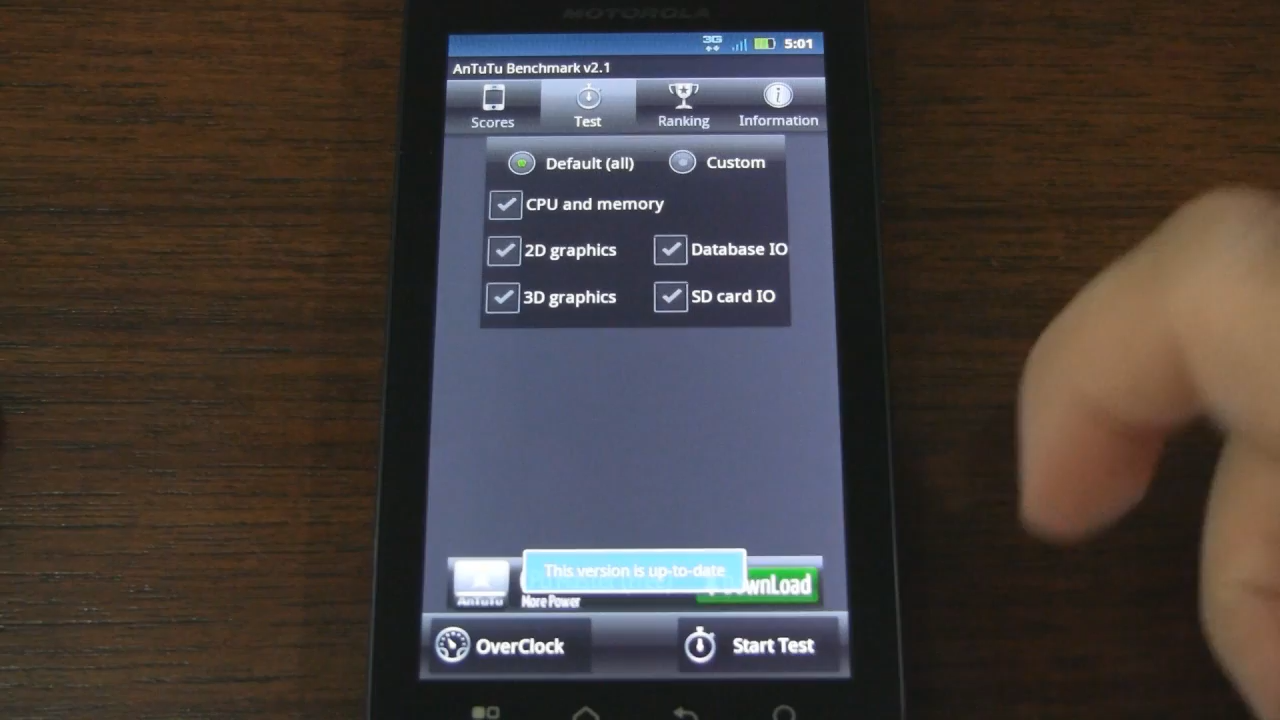 MOTOROLA
3G 5:01
AnTuTu Benchmark v2.1
Scores Test Ranking Information
Default (all) Custom
CPU and memory
2D graphics Database IO
3D graphics SD card IO
This version is up-to-date
AnTuTu More Power
OverClock Start Test